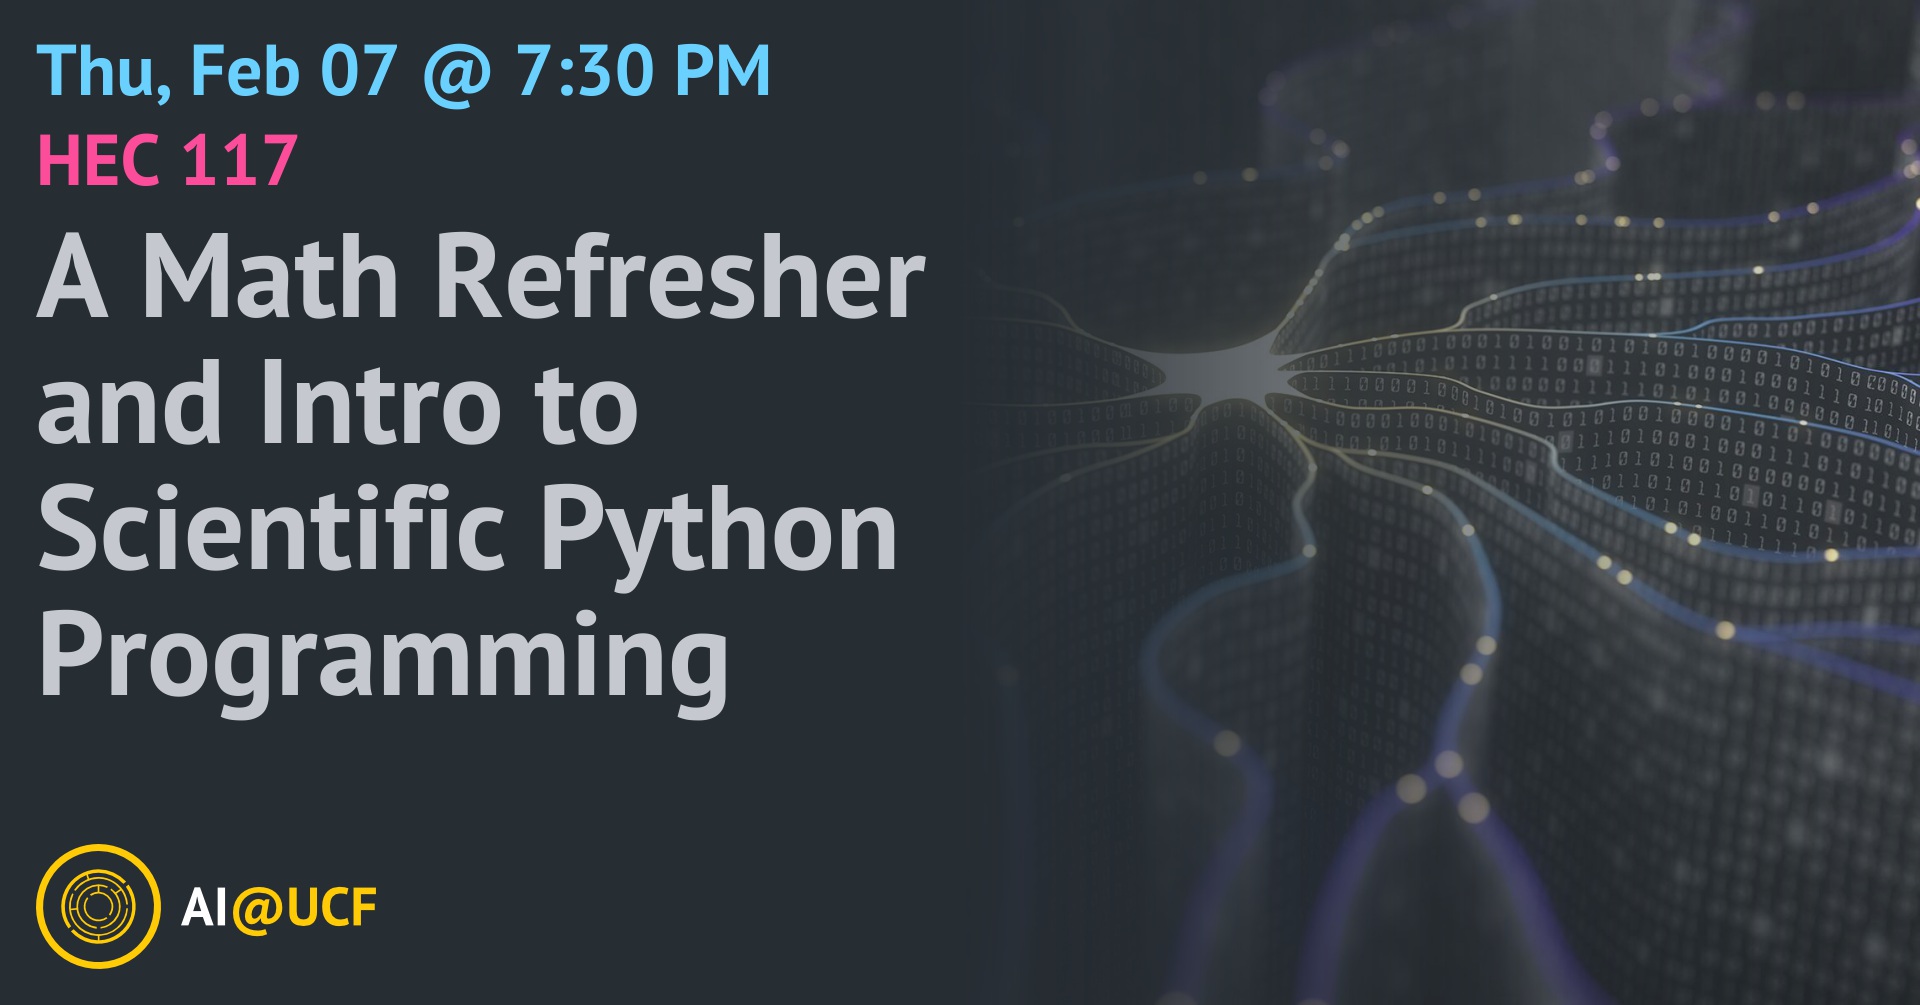 Thu, Feb 07 @ 7:30 PM
HEC 117
A Math Refresher
and Intro to
Scientific Python
Programming
AI@UCF